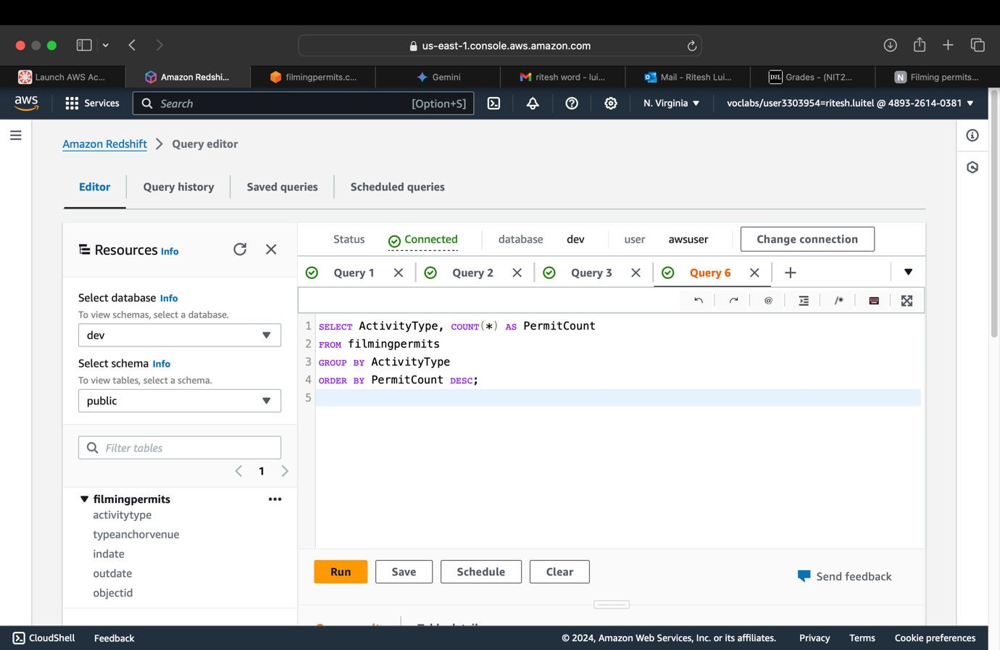 us-east-1.console.aws.amazon.com
Launch AWS Ac...
Amazon Redshi...
filmingpermits.c...
Gemini
ritesh word - lui...
Mail - Ritesh Lui...
D2L
Grades - (NIT2...
N
Filming permits...
aws
Services
Search
[Option+S]
N. Virginia
voclabs/user3303954=ritesh.luitel @ 4893-2614-0381
Amazon Redshift
Query editor
Editor
Query history
Saved queries
Scheduled queries
Resources Info
Status
Connected
database
dev
user
awsuser
Change connection
Query 1
Query 2
Query 3
Query 6
Select database Info
To view schemas, select a database.
dev
Select schema Info
To view tables, select a schema.
public
Filter tables
1
filmingpermits
activitytype
typeanchorvenue
indate
outdate
objectid
@
/*
1 SELECT ActivityType, COUNT(*) AS PermitCount
2 FROM filmingpermits
3 GROUP BY ActivityType
4 ORDER BY PermitCount DESC;
5
Run
Save
Schedule
Clear
Send feedback
CloudShell
Feedback
© 2024, Amazon Web Services, Inc. or its affiliates.
Privacy
Terms
Cookie preferences